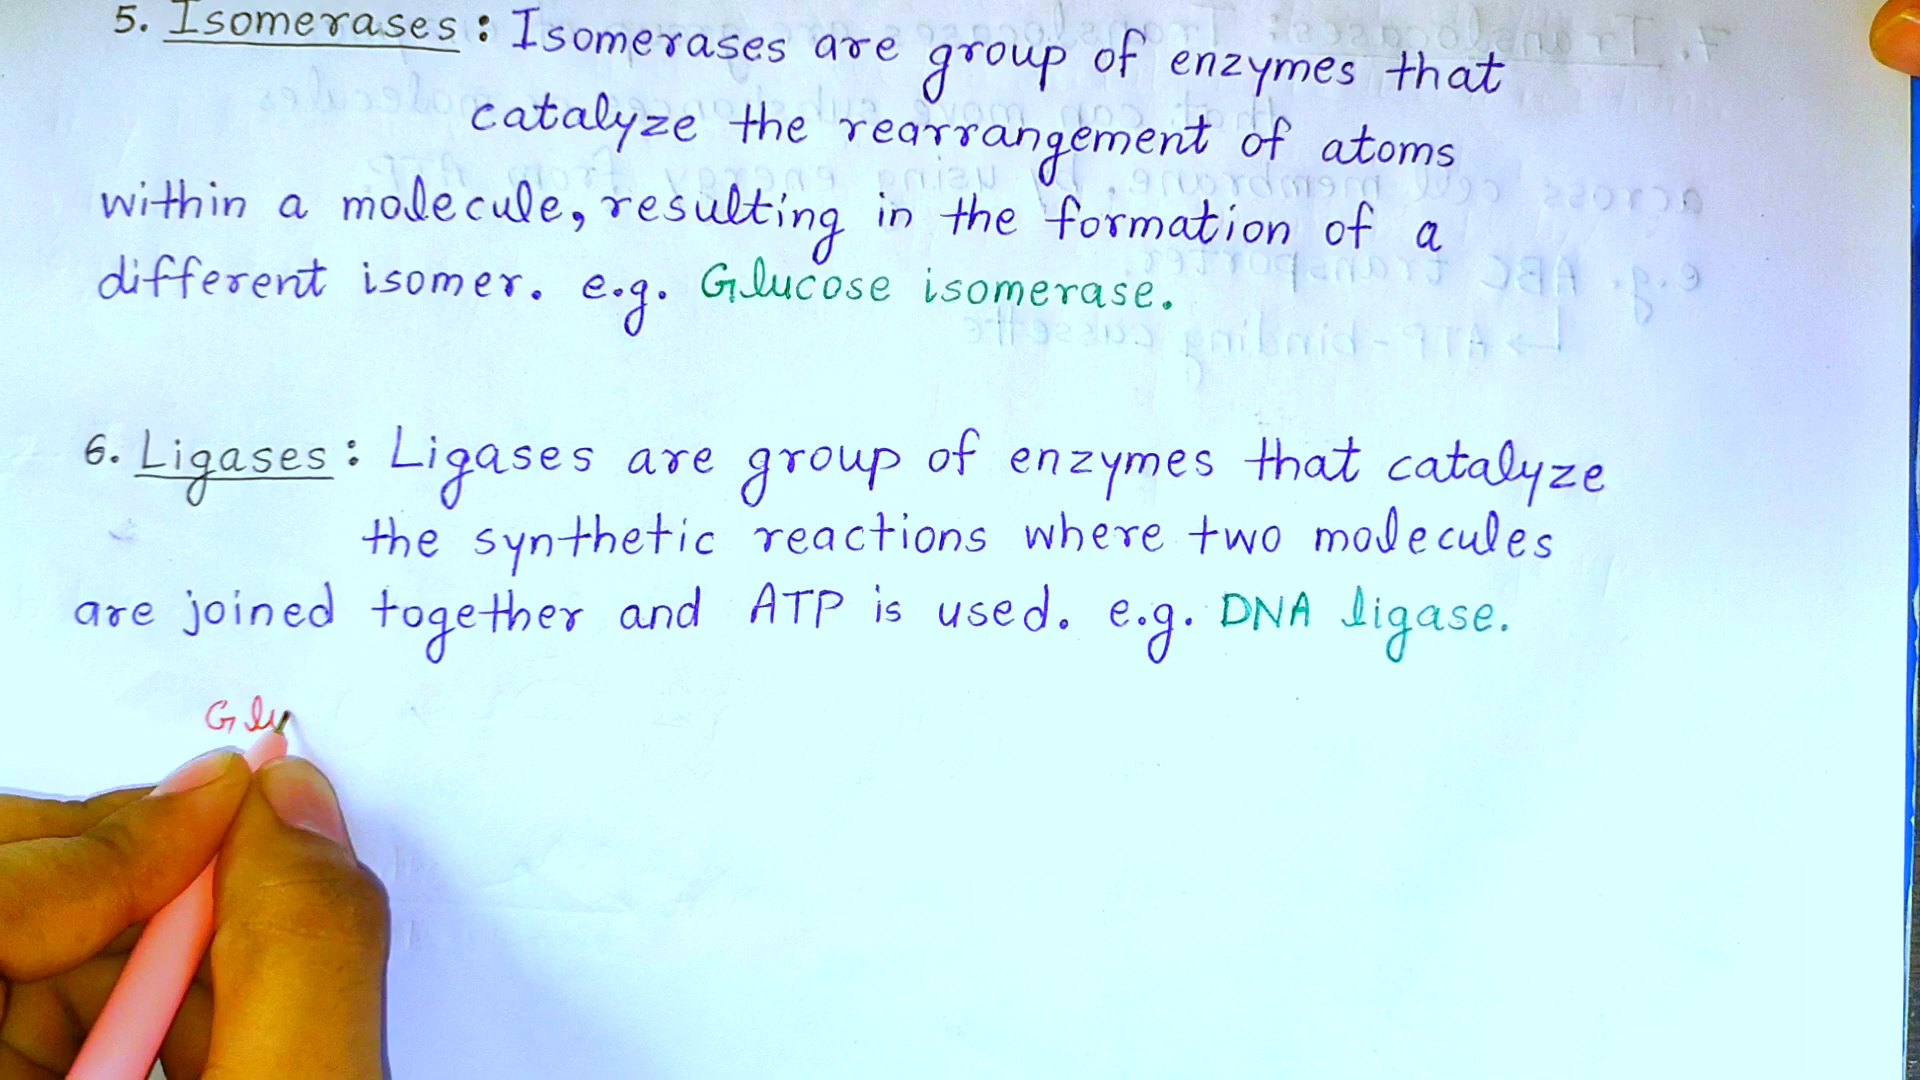 5. Isomerases : Isomerases are group of enzymes that
catalyze the rearrangement of atoms
within a molecule, resulting in the formation of a
different isomer. e.g. Glucose isomerase.
6. Ligases : Ligases are group of enzymes that catalyze
the synthetic reactions where two molecules
are joined together and ATP is used. e.g. DNA ligase.
Glu